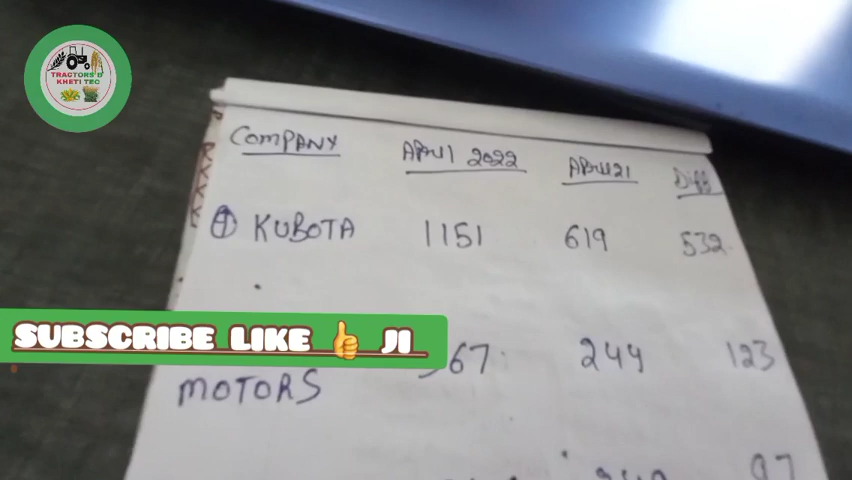 TRACTORS D
KHETI TEC
COMPANY APRIL 2022 APRIL 21 Diff
KUBOTA 1151 619 532
SUBSCRIBE LIKE 👍 JI
67 244 123
MOTORS